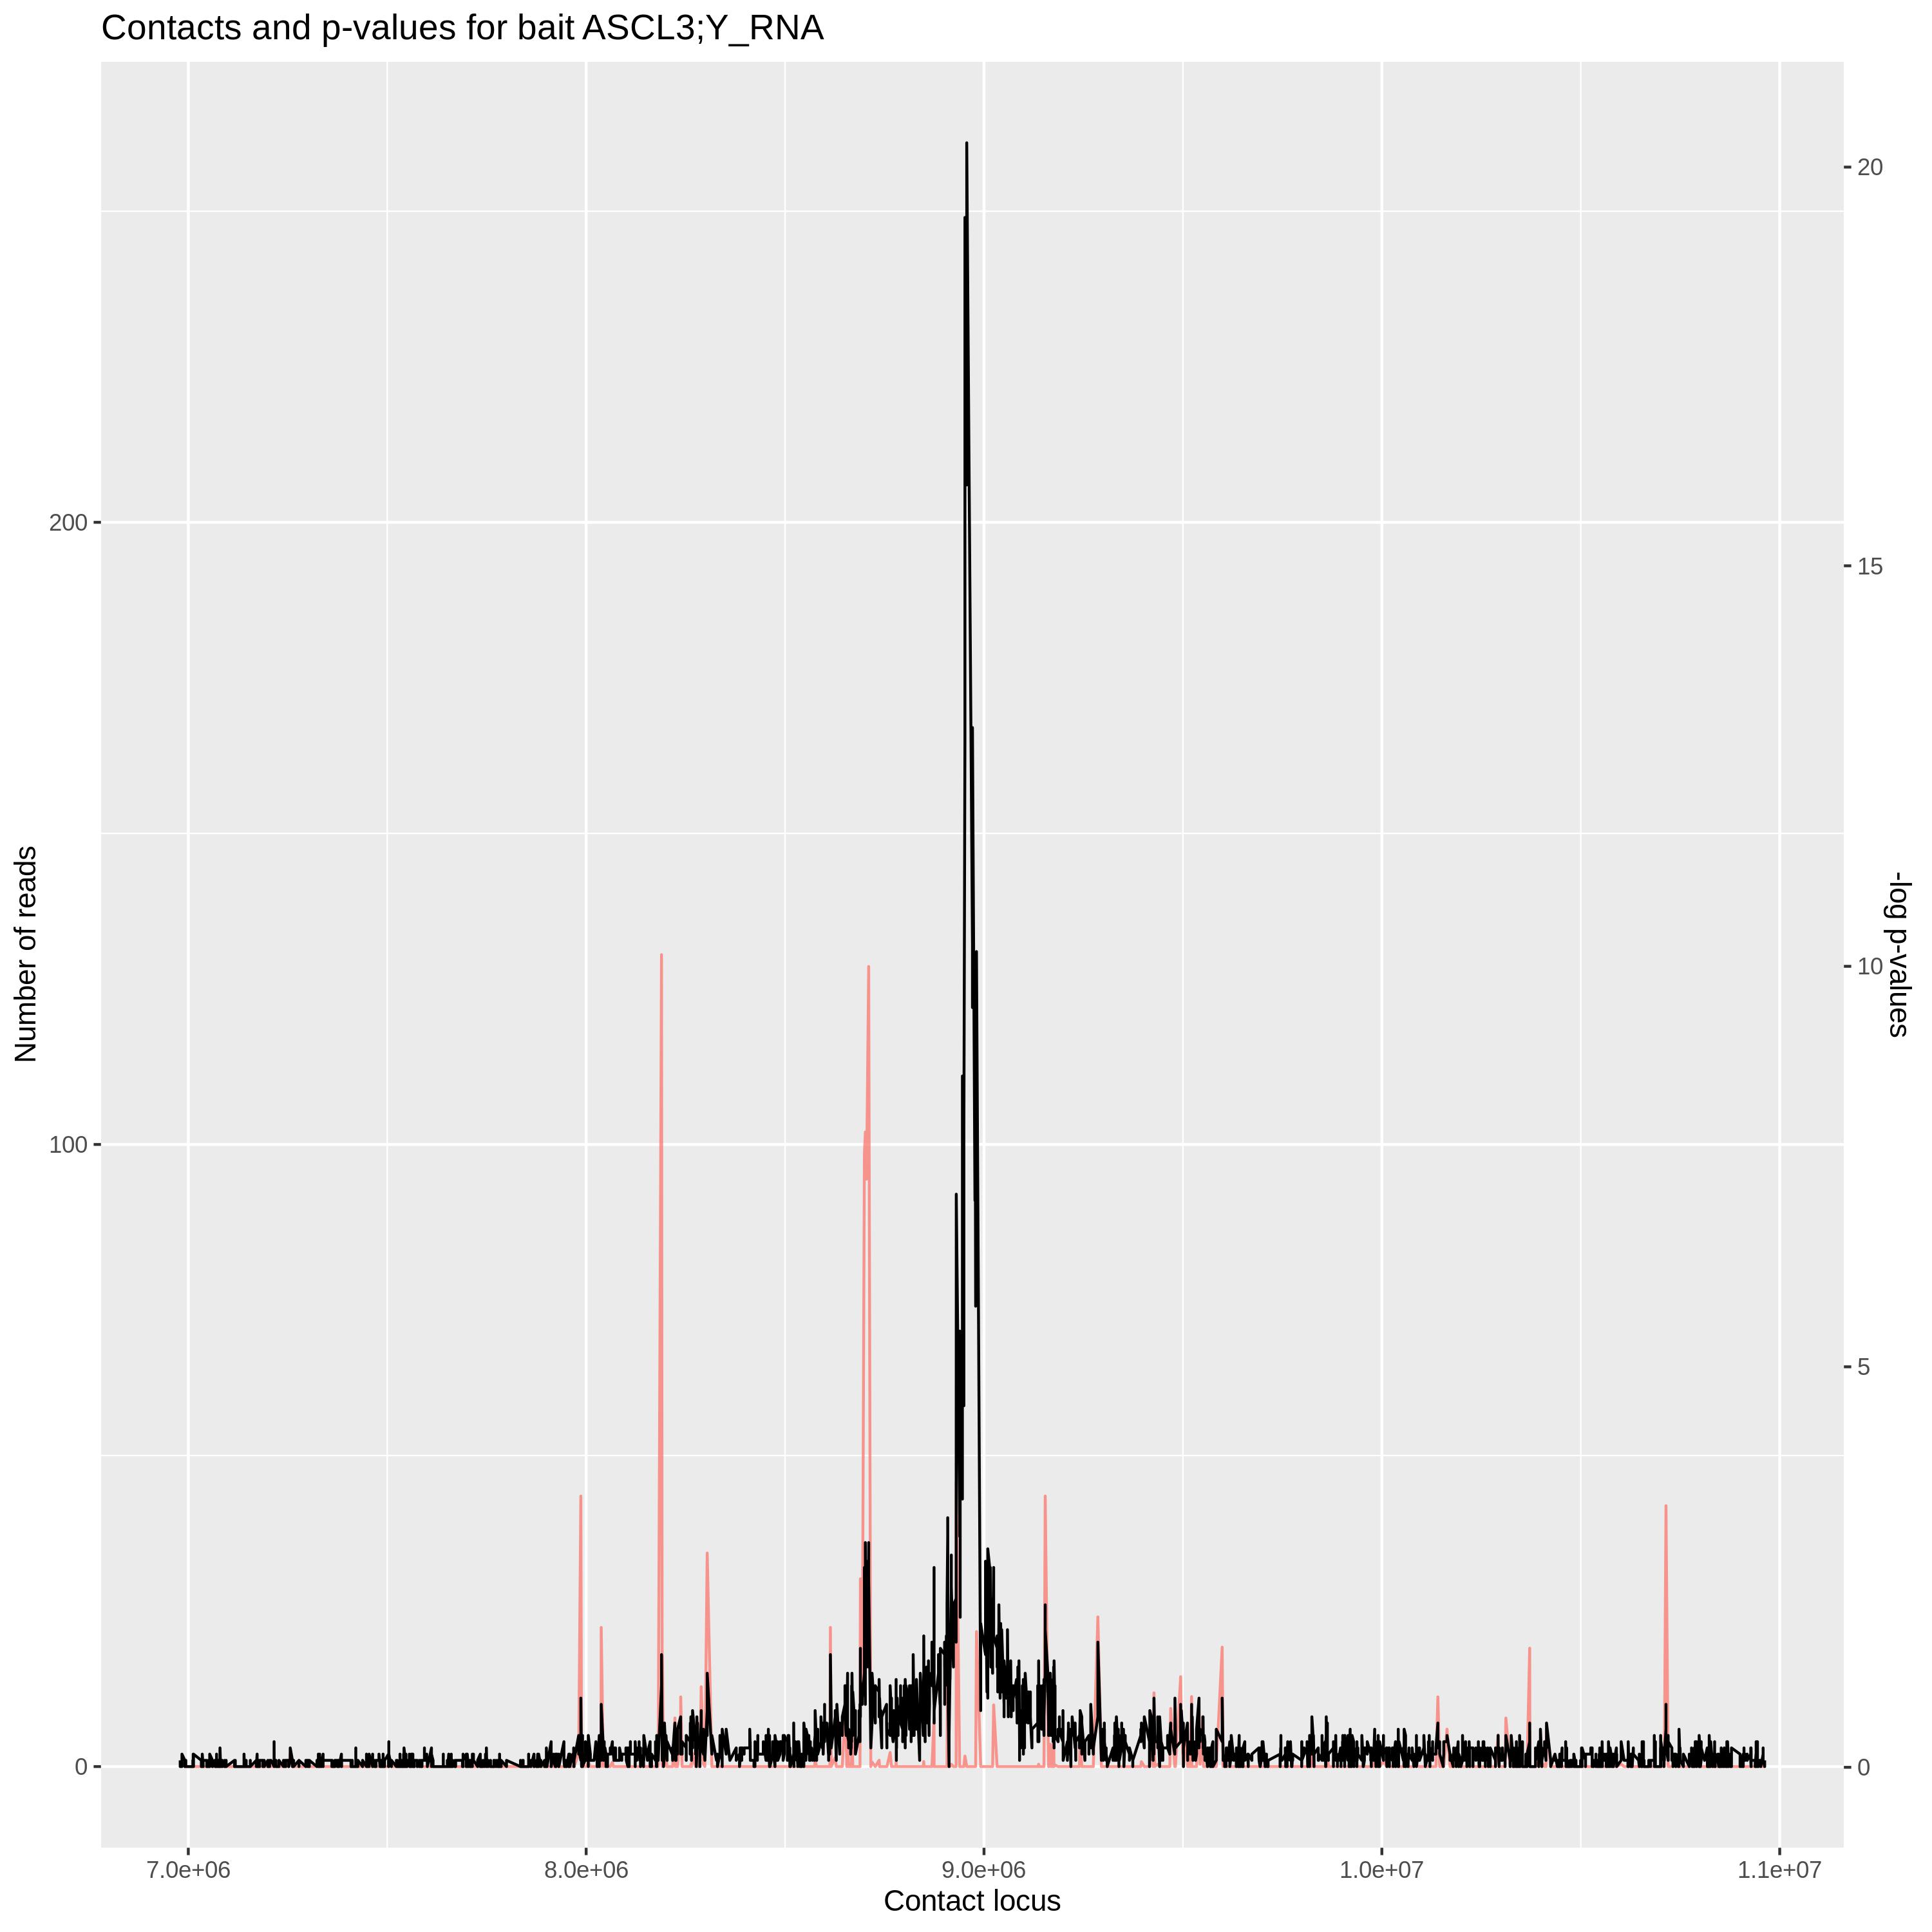 Contacts and p-values for bait ASCL3;Y_RNA
Number of reads
200
100
0
20
15
10
5
0
-log p-values
7.0e+06
8.0e+06
9.0e+06
1.0e+07
1.1e+07
Contact locus